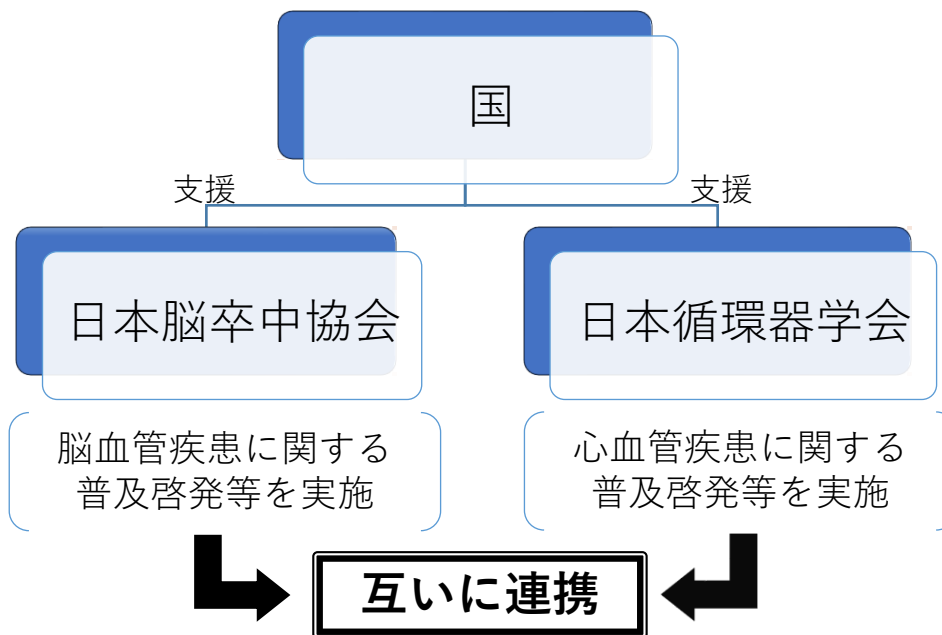 国
支援
支援
日本脳卒中協会
日本循環器学会
脳血管疾患に関する
普及啓発等を実施
心血管疾患に関する
普及啓発等を実施
互いに連携